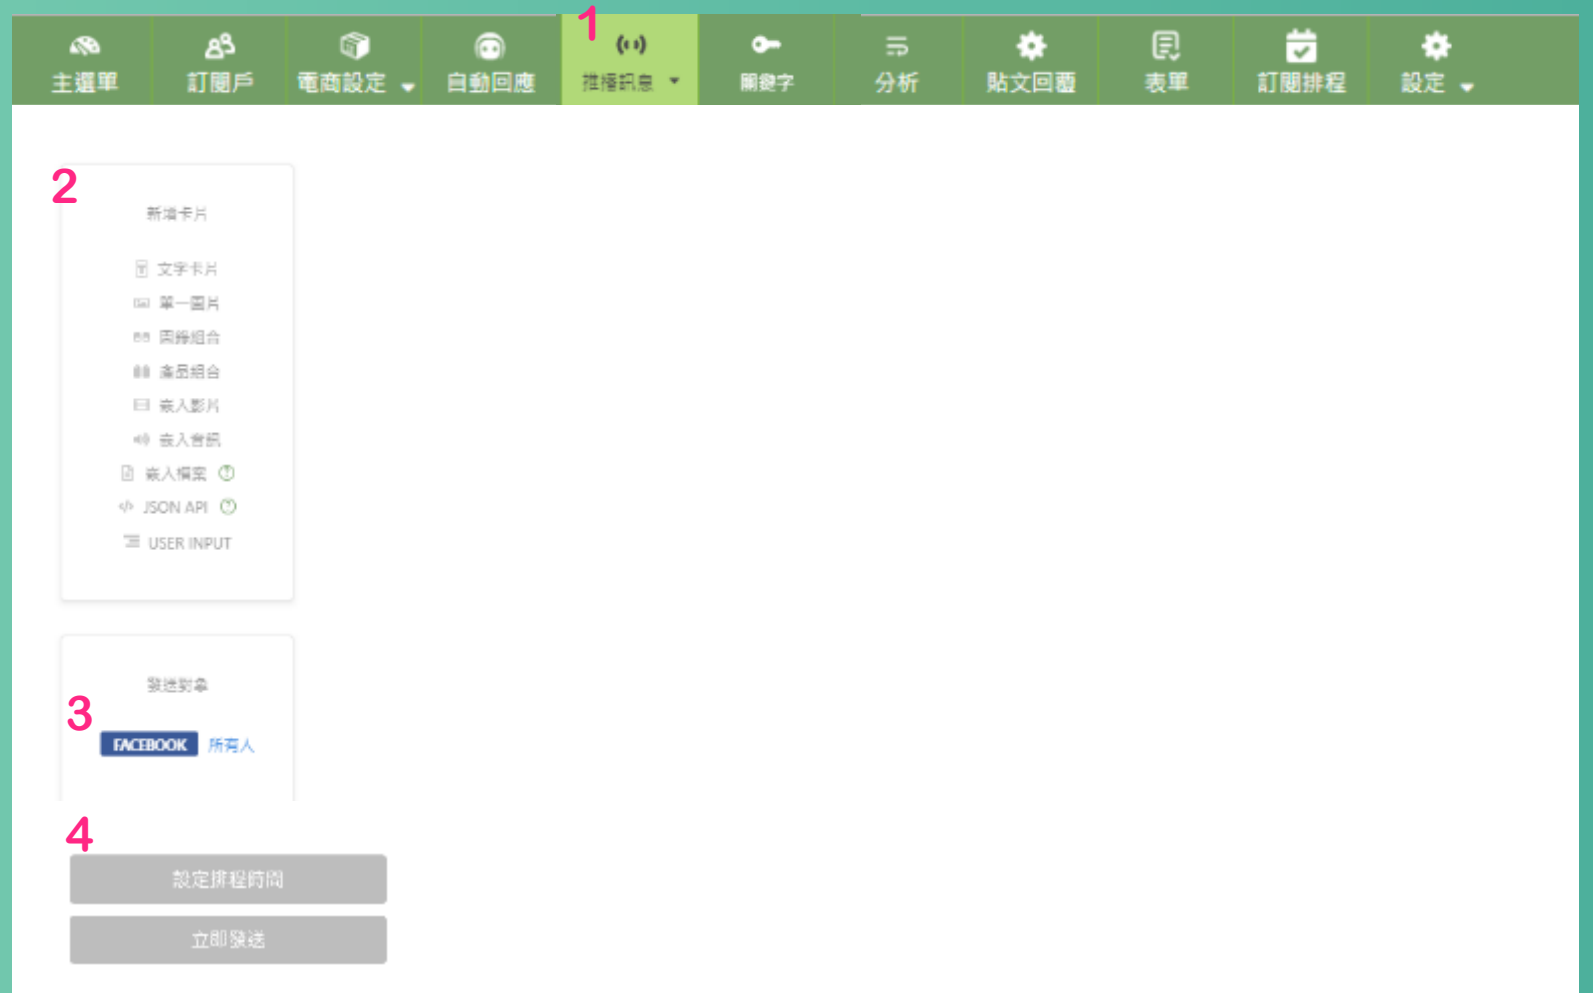 1
主選單 訂閱戶 電商設定 自動回應 推播訊息 關鍵字 分析 貼文回覆 表單 訂閱排程 設定
2
新增卡片
文字卡片
單一圖片
圖錄組合
產品組合
嵌入影片
嵌入音訊
嵌入檔案
JSON API
USER INPUT
發送對象
3
FACEBOOK 所有人
4
設定排程時間
立即發送